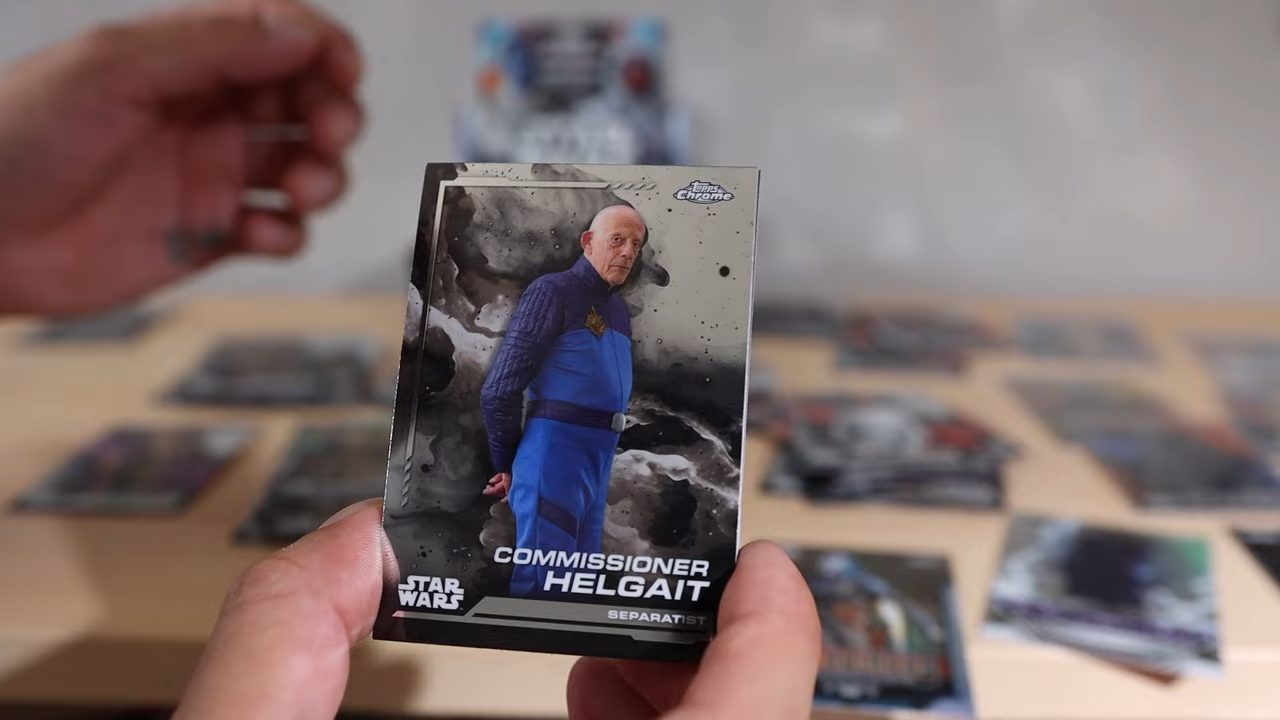 Topps
Chrome
COMMISSIONER
HELGAIT
STAR
WARS
SEPARATIST